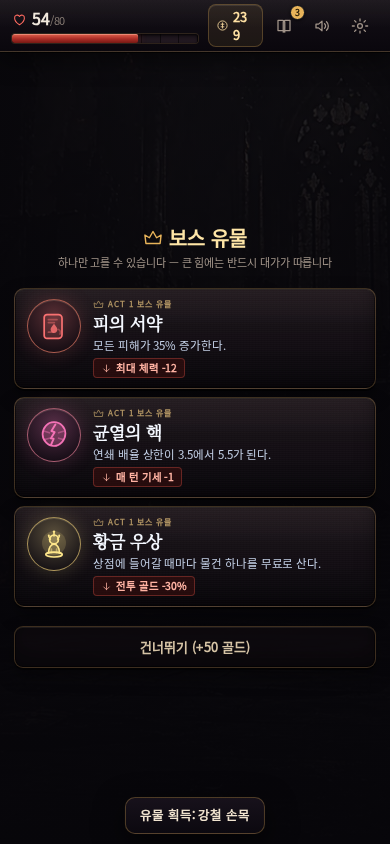 54/80
23
9
3
보스 유물
하나만 고를 수 있습니다 — 큰 힘에는 반드시 대가가 따릅니다
ACT 1 보스 유물
피의 서약
모든 피해가 35% 증가한다.
↓ 최대 체력 -12
ACT 1 보스 유물
균열의 핵
연쇄 배율 상한이 3.5에서 5.5가 된다.
↓ 매 턴 기세 -1
ACT 1 보스 유물
황금 우상
상점에 들어갈 때마다 물건 하나를 무료로 산다.
↓ 전투 골드 -30%
건너뛰기 (+50 골드)
유물 획득: 강철 손목